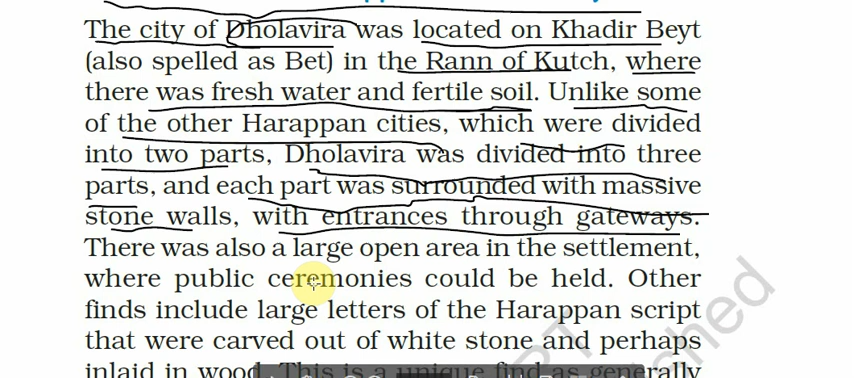 The city of Dholavira was located on Khadir Beyt
(also spelled as Bet) in the Rann of Kutch, where
there was fresh water and fertile soil. Unlike some
of the other Harappan cities, which were divided
into two parts, Dholavira was divided into three
parts, and each part was surrounded with massive
stone walls, with entrances through gateways.
There was also a large open area in the settlement,
where public ceremonies could be held. Other
finds include large letters of the Harappan script
that were carved out of white stone and perhaps
inlaid in wood. This is a unique find as generally